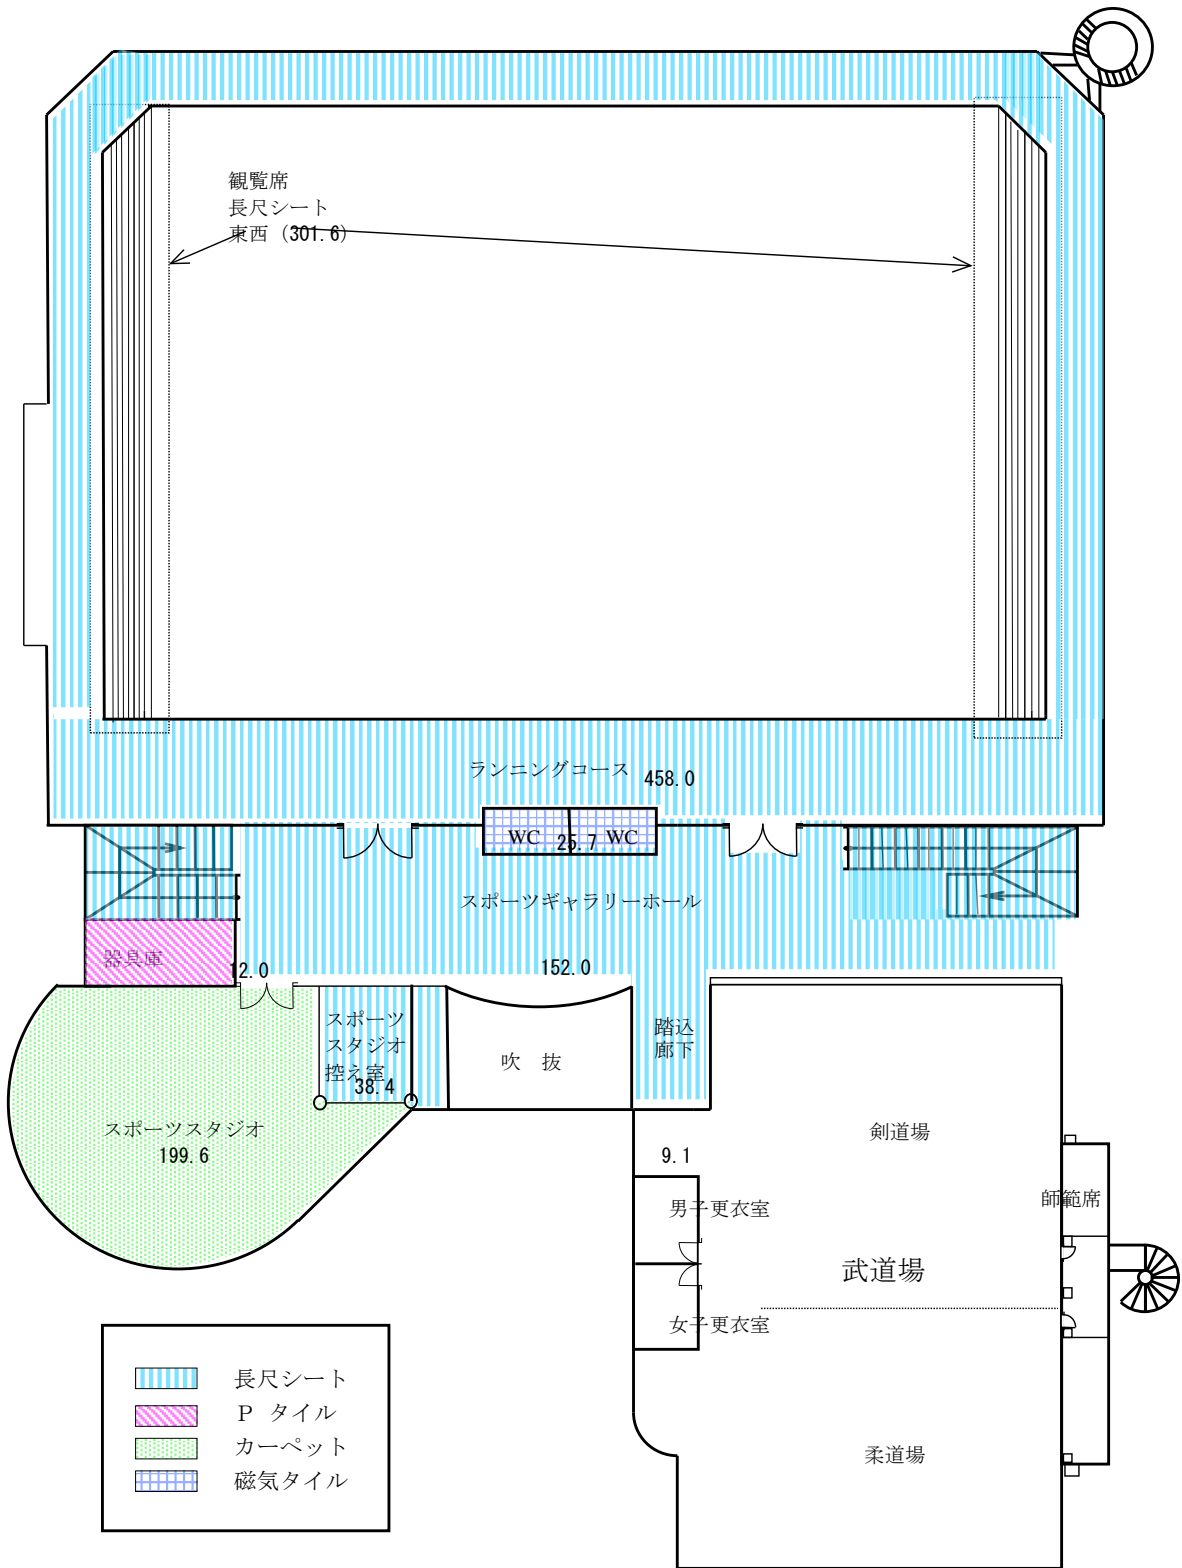 観覧席
長尺シート
東西（301.6）
ランニングコース 458.0
WC 25.7 WC
スポーツギャラリーホール
器具庫
12.0
152.0
スポーツ
スタジオ
控え室
38.4
吹 抜
踏込
廊下
スポーツスタジオ
199.6
9.1
剣道場
師範席
男子更衣室
武道場
女子更衣室
柔道場
長尺シート
P タイル
カーペット
磁気タイル